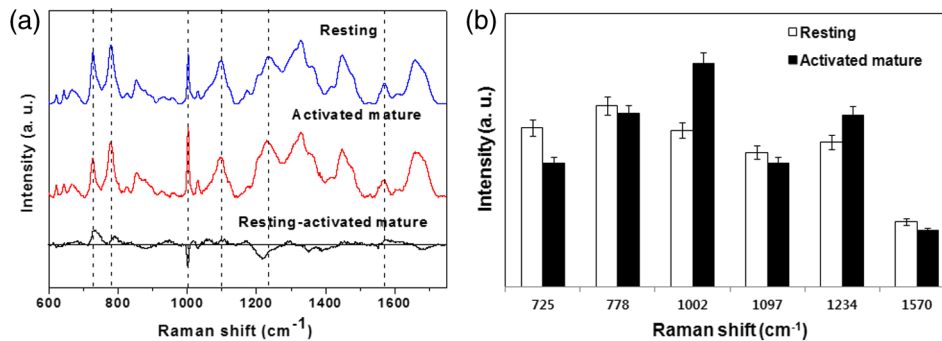 (a)
Resting
Activated mature
Resting-activated mature
Intensity (a. u.)
600 800 1000 1200 1400 1600
Raman shift (cm-1)
(b)
Resting
Activated mature
Intensity (a. u.)
725 778 1002 1097 1234 1570
Raman shift (cm-1)